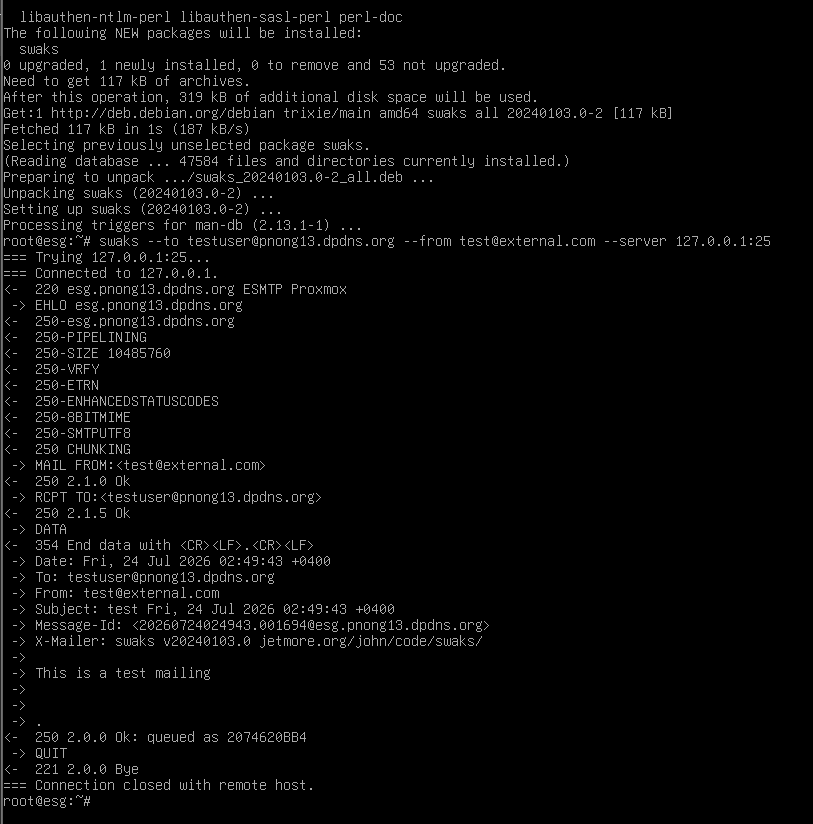 libauthen-ntlm-perl libauthen-sasl-perl perl-doc
The following NEW packages will be installed:
  swaks
0 upgraded, 1 newly installed, 0 to remove and 53 not upgraded.
Need to get 117 kB of archives.
After this operation, 319 kB of additional disk space will be used.
Get:1 http://deb.debian.org/debian trixie/main amd64 swaks all 20240103.0-2 [117 kB]
Fetched 117 kB in 1s (187 kB/s)
Selecting previously unselected package swaks.
(Reading database ... 47584 files and directories currently installed.)
Preparing to unpack .../swaks_20240103.0-2_all.deb ...
Unpacking swaks (20240103.0-2) ...
Setting up swaks (20240103.0-2) ...
Processing triggers for man-db (2.13.1-1) ...
root@esg:~# swaks --to testuser@pnong13.dpdns.org --from test@external.com --server 127.0.0.1:25
=== Trying 127.0.0.1:25...
=== Connected to 127.0.0.1.
<-  220 esg.pnong13.dpdns.org ESMTP Proxmox
 -> EHLO esg.pnong13.dpdns.org
<-  250-esg.pnong13.dpdns.org
<-  250-PIPELINING
<-  250-SIZE 10485760
<-  250-VRFY
<-  250-ETRN
<-  250-ENHANCEDSTATUSCODES
<-  250-8BITMIME
<-  250-SMTPUTF8
<-  250 CHUNKING
 -> MAIL FROM:<test@external.com>
<-  250 2.1.0 Ok
 -> RCPT TO:<testuser@pnong13.dpdns.org>
<-  250 2.1.5 Ok
 -> DATA
<-  354 End data with <CR><LF>.<CR><LF>
 -> Date: Fri, 24 Jul 2026 02:49:43 +0400
 -> To: testuser@pnong13.dpdns.org
 -> From: test@external.com
 -> Subject: test Fri, 24 Jul 2026 02:49:43 +0400
 -> Message-Id: <20260724024943.001694@esg.pnong13.dpdns.org>
 -> X-Mailer: swaks v20240103.0 jetmore.org/john/code/swaks/
 ->
 -> This is a test mailing
 ->
 ->
 -> .
<-  250 2.0.0 Ok: queued as 2074620BB4
 -> QUIT
<-  221 2.0.0 Bye
=== Connection closed with remote host.
root@esg:~#